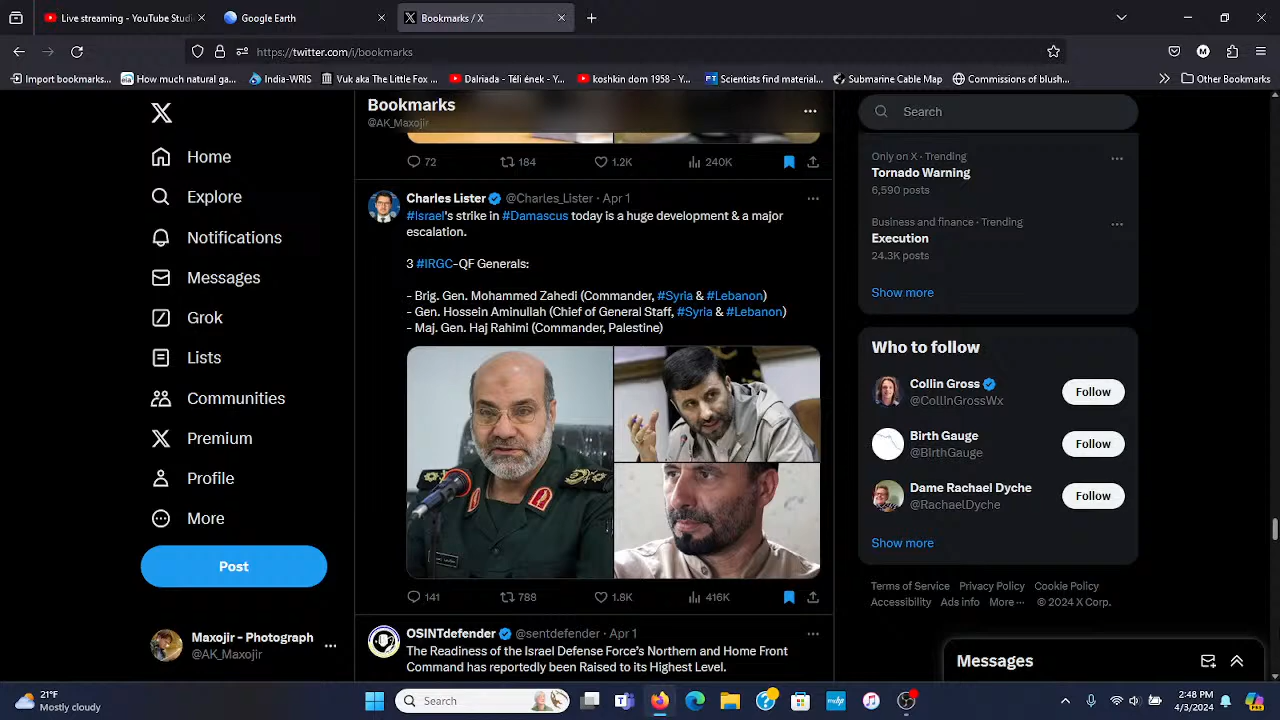 Live streaming - YouTube Studi
Google Earth
Bookmarks / X
https://twitter.com/i/bookmarks
Import bookmarks...
eia
How much natural ga...
India-WRIS
Vuk aka The Little Fox ...
Dalriada - Téli ének - Y...
koshkin dom 1958 - Y...
Scientists find material...
Submarine Cable Map
Commissions of blush...
Other Bookmarks
Home
Explore
Notifications
Messages
Grok
Lists
Communities
Premium
Profile
More
Post
Maxojir - Photograph
@AK_Maxojir
Bookmarks
@AK_Maxojir
72
184
1.2K
240K
Charles Lister @Charles_Lister · Apr 1
#Israel's strike in #Damascus today is a huge development & a major
escalation.
3 #IRGC-QF Generals:
- Brig. Gen. Mohammed Zahedi (Commander, #Syria & #Lebanon)
- Gen. Hossein Aminullah (Chief of General Staff, #Syria & #Lebanon)
- Maj. Gen. Haj Rahimi (Commander, Palestine)
141
788
1.8K
416K
OSINTdefender @sentdefender · Apr 1
The Readiness of the Israel Defense Force's Northern and Home Front
Command has reportedly been Raised to its Highest Level.
Search
Only on X · Trending
Tornado Warning
6,590 posts
Business and finance · Trending
Execution
24.3K posts
Show more
Who to follow
Collin Gross
@CollInGrossWx
Follow
Birth Gauge
@BIrthGauge
Follow
Dame Rachael Dyche
@RachaelDyche
Follow
Show more
Terms of Service Privacy Policy Cookie Policy
Accessibility Ads info More ··· © 2024 X Corp.
Messages
21°F
Mostly cloudy
Search
2:48 PM
4/3/2024